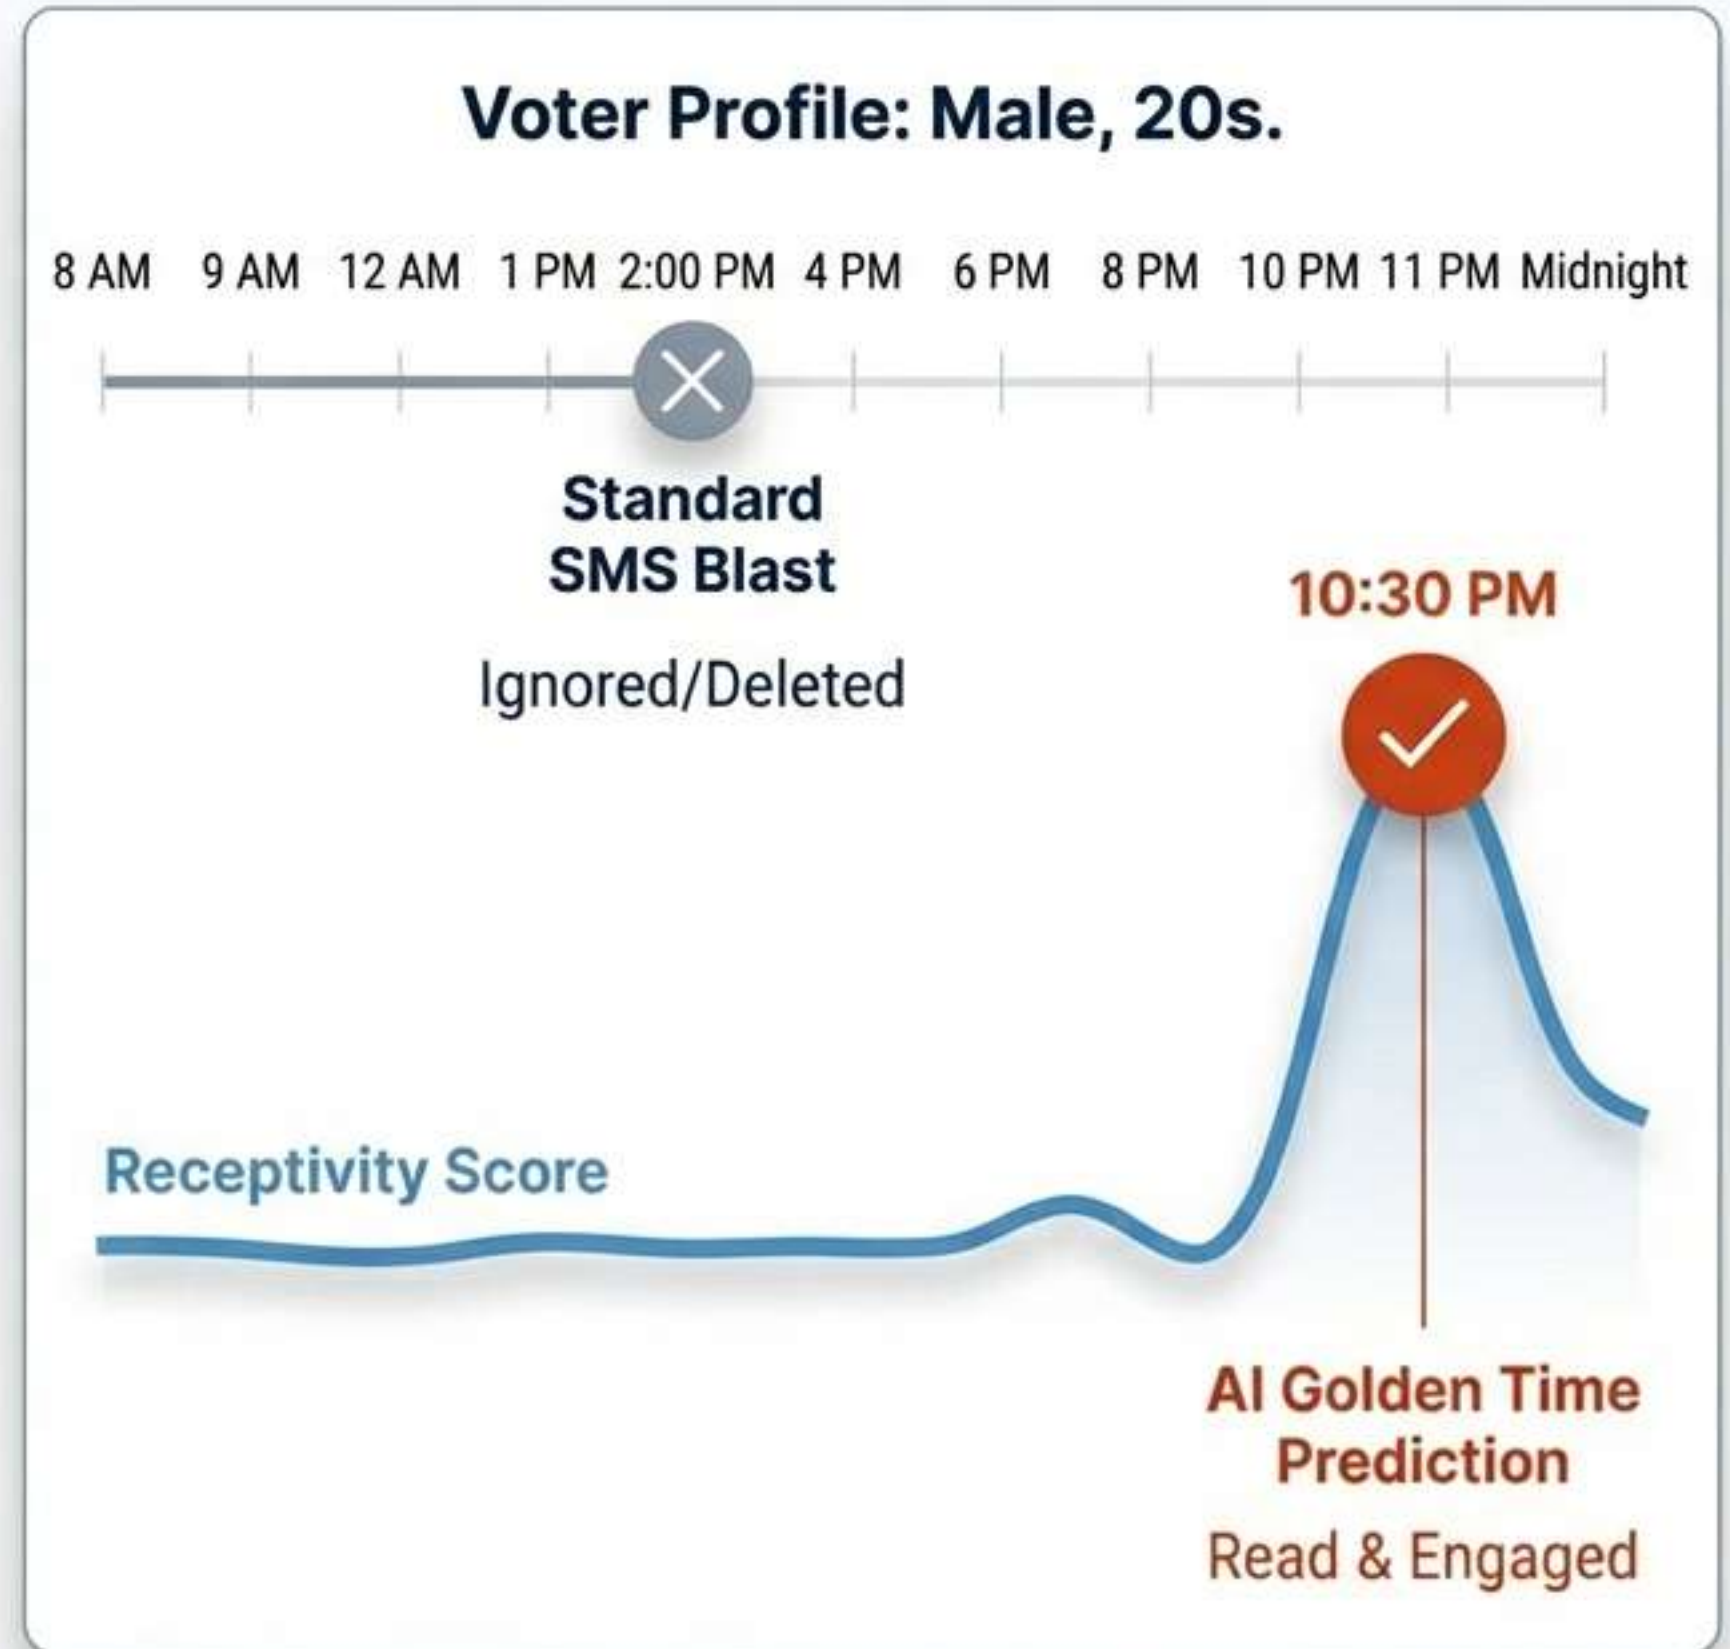 Voter Profile: Male, 20s.
8 AM 9 AM 12 AM 1 PM 2:00 PM 4 PM 6 PM 8 PM 10 PM 11 PM Midnight
Standard
SMS Blast
Ignored/Deleted
10:30 PM
Receptivity Score
AI Golden Time
Prediction
Read & Engaged